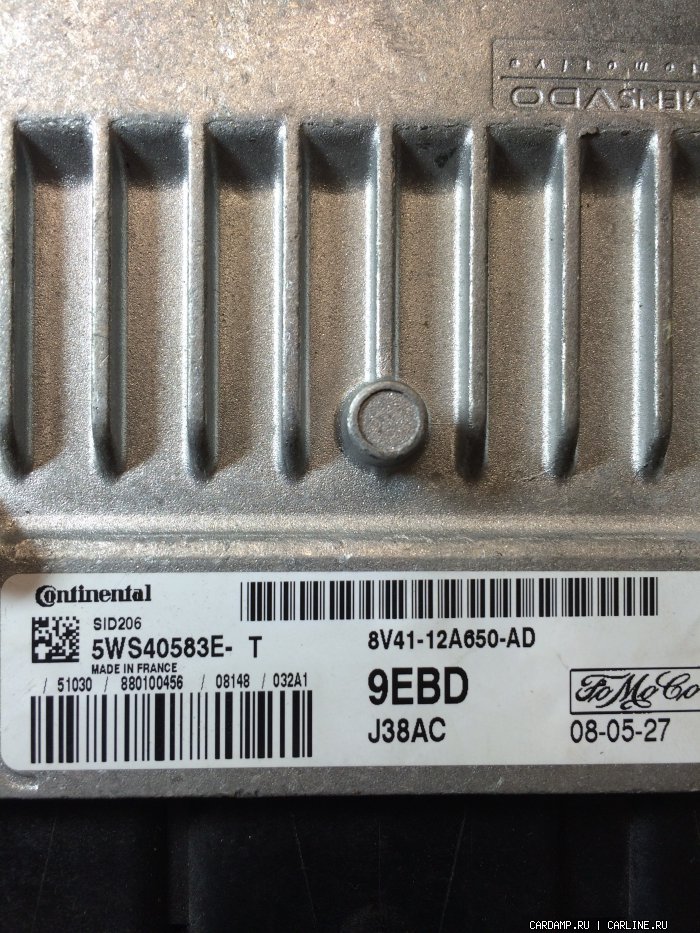 MENSVDO
Continental
SID206
5WS40583E- T
MADE IN FRANCE
/ 51030 / 880100456 / 08148 / 032A1
8V41-12A650-AD
9EBD
J38AC
FoMoCo
08-05-27
CARDAMP.RU | CARLINE.RU